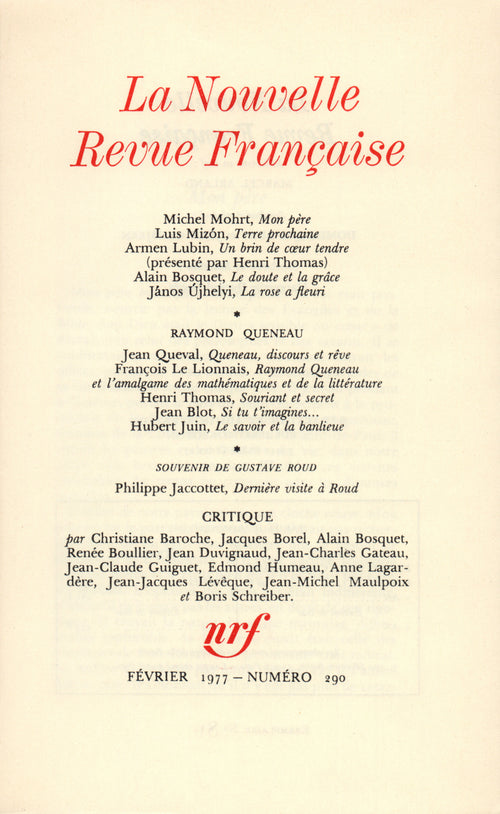 La Nouvelle
Revue Française
Michel Mohrt, Mon père
Luis Mizón, Terre prochaine
Armen Lubin, Un brin de cœur tendre
(présenté par Henri Thomas)
Alain Bosquet, Le doute et la grâce
János Újhelyi, La rose a fleuri
*
RAYMOND QUENEAU
Jean Queval, Queneau, discours et rêve
François Le Lionnais, Raymond Queneau
et l'amalgame des mathématiques et de la littérature
Henri Thomas, Souriant et secret
Jean Blot, Si tu t'imagines...
Hubert Juin, Le savoir et la banlieue
*
SOUVENIR DE GUSTAVE ROUD
Philippe Jaccottet, Dernière visite à Roud
CRITIQUE
par Christiane Baroche, Jacques Borel, Alain Bosquet,
Renée Boullier, Jean Duvignaud, Jean-Charles Gateau,
Jean-Claude Guiguet, Edmond Humeau, Anne Lagar-
dère, Jean-Jacques Lévêque, Jean-Michel Maulpoix
et Boris Schreiber.
nrf
FÉVRIER 1977 – NUMÉRO 290